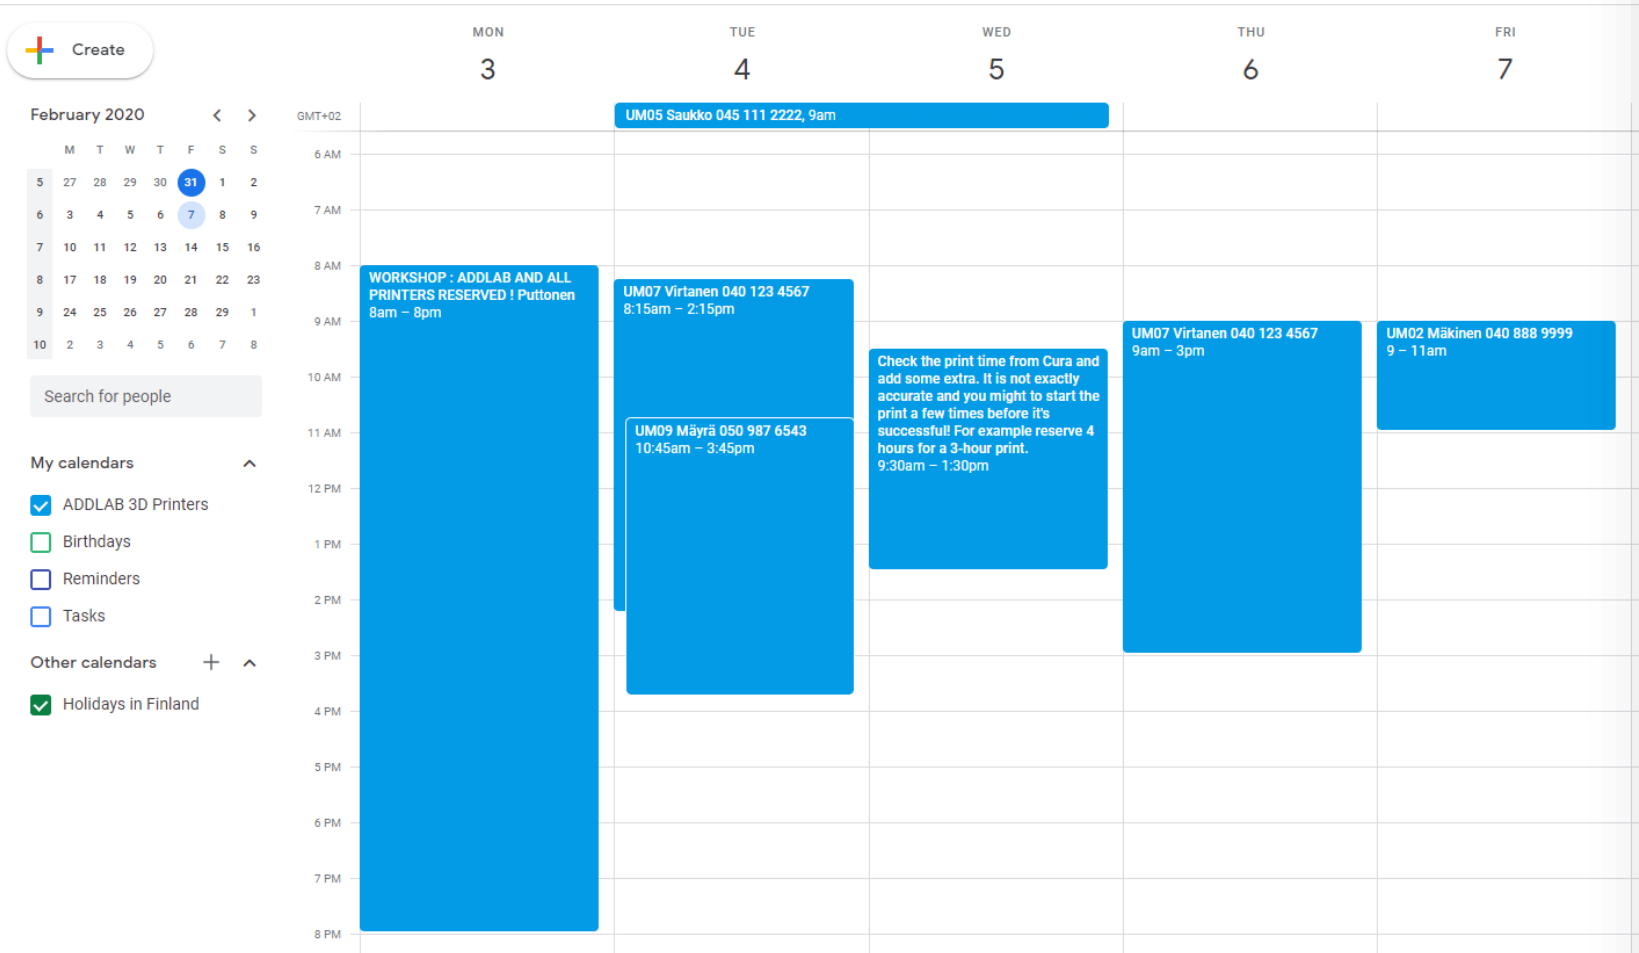 Create
February 2020
M T W T F S S
5 27 28 29 30 31 1 2
6 3 4 5 6 7 8 9
7 10 11 12 13 14 15 16
8 17 18 19 20 21 22 23
9 24 25 26 27 28 29 1
10 2 3 4 5 6 7 8
Search for people
My calendars
ADDLAB 3D Printers
Birthdays
Reminders
Tasks
Other calendars
Holidays in Finland
MON TUE WED THU FRI
3 4 5 6 7
GMT+02
UM05 Saukko 045 111 2222, 9am
6 AM
7 AM
8 AM
9 AM
10 AM
11 AM
12 PM
1 PM
2 PM
3 PM
4 PM
5 PM
6 PM
7 PM
8 PM
WORKSHOP : ADDLAB AND ALL
PRINTERS RESERVED ! Puttonen
8am – 8pm
UM07 Virtanen 040 123 4567
8:15am – 2:15pm
UM09 Mäyrä 050 987 6543
10:45am – 3:45pm
Check the print time from Cura and
add some extra. It is not exactly
accurate and you might to start the
print a few times before it's
successful! For example reserve 4
hours for a 3-hour print.
9:30am – 1:30pm
UM07 Virtanen 040 123 4567
9am – 3pm
UM02 Mäkinen 040 888 9999
9 – 11am